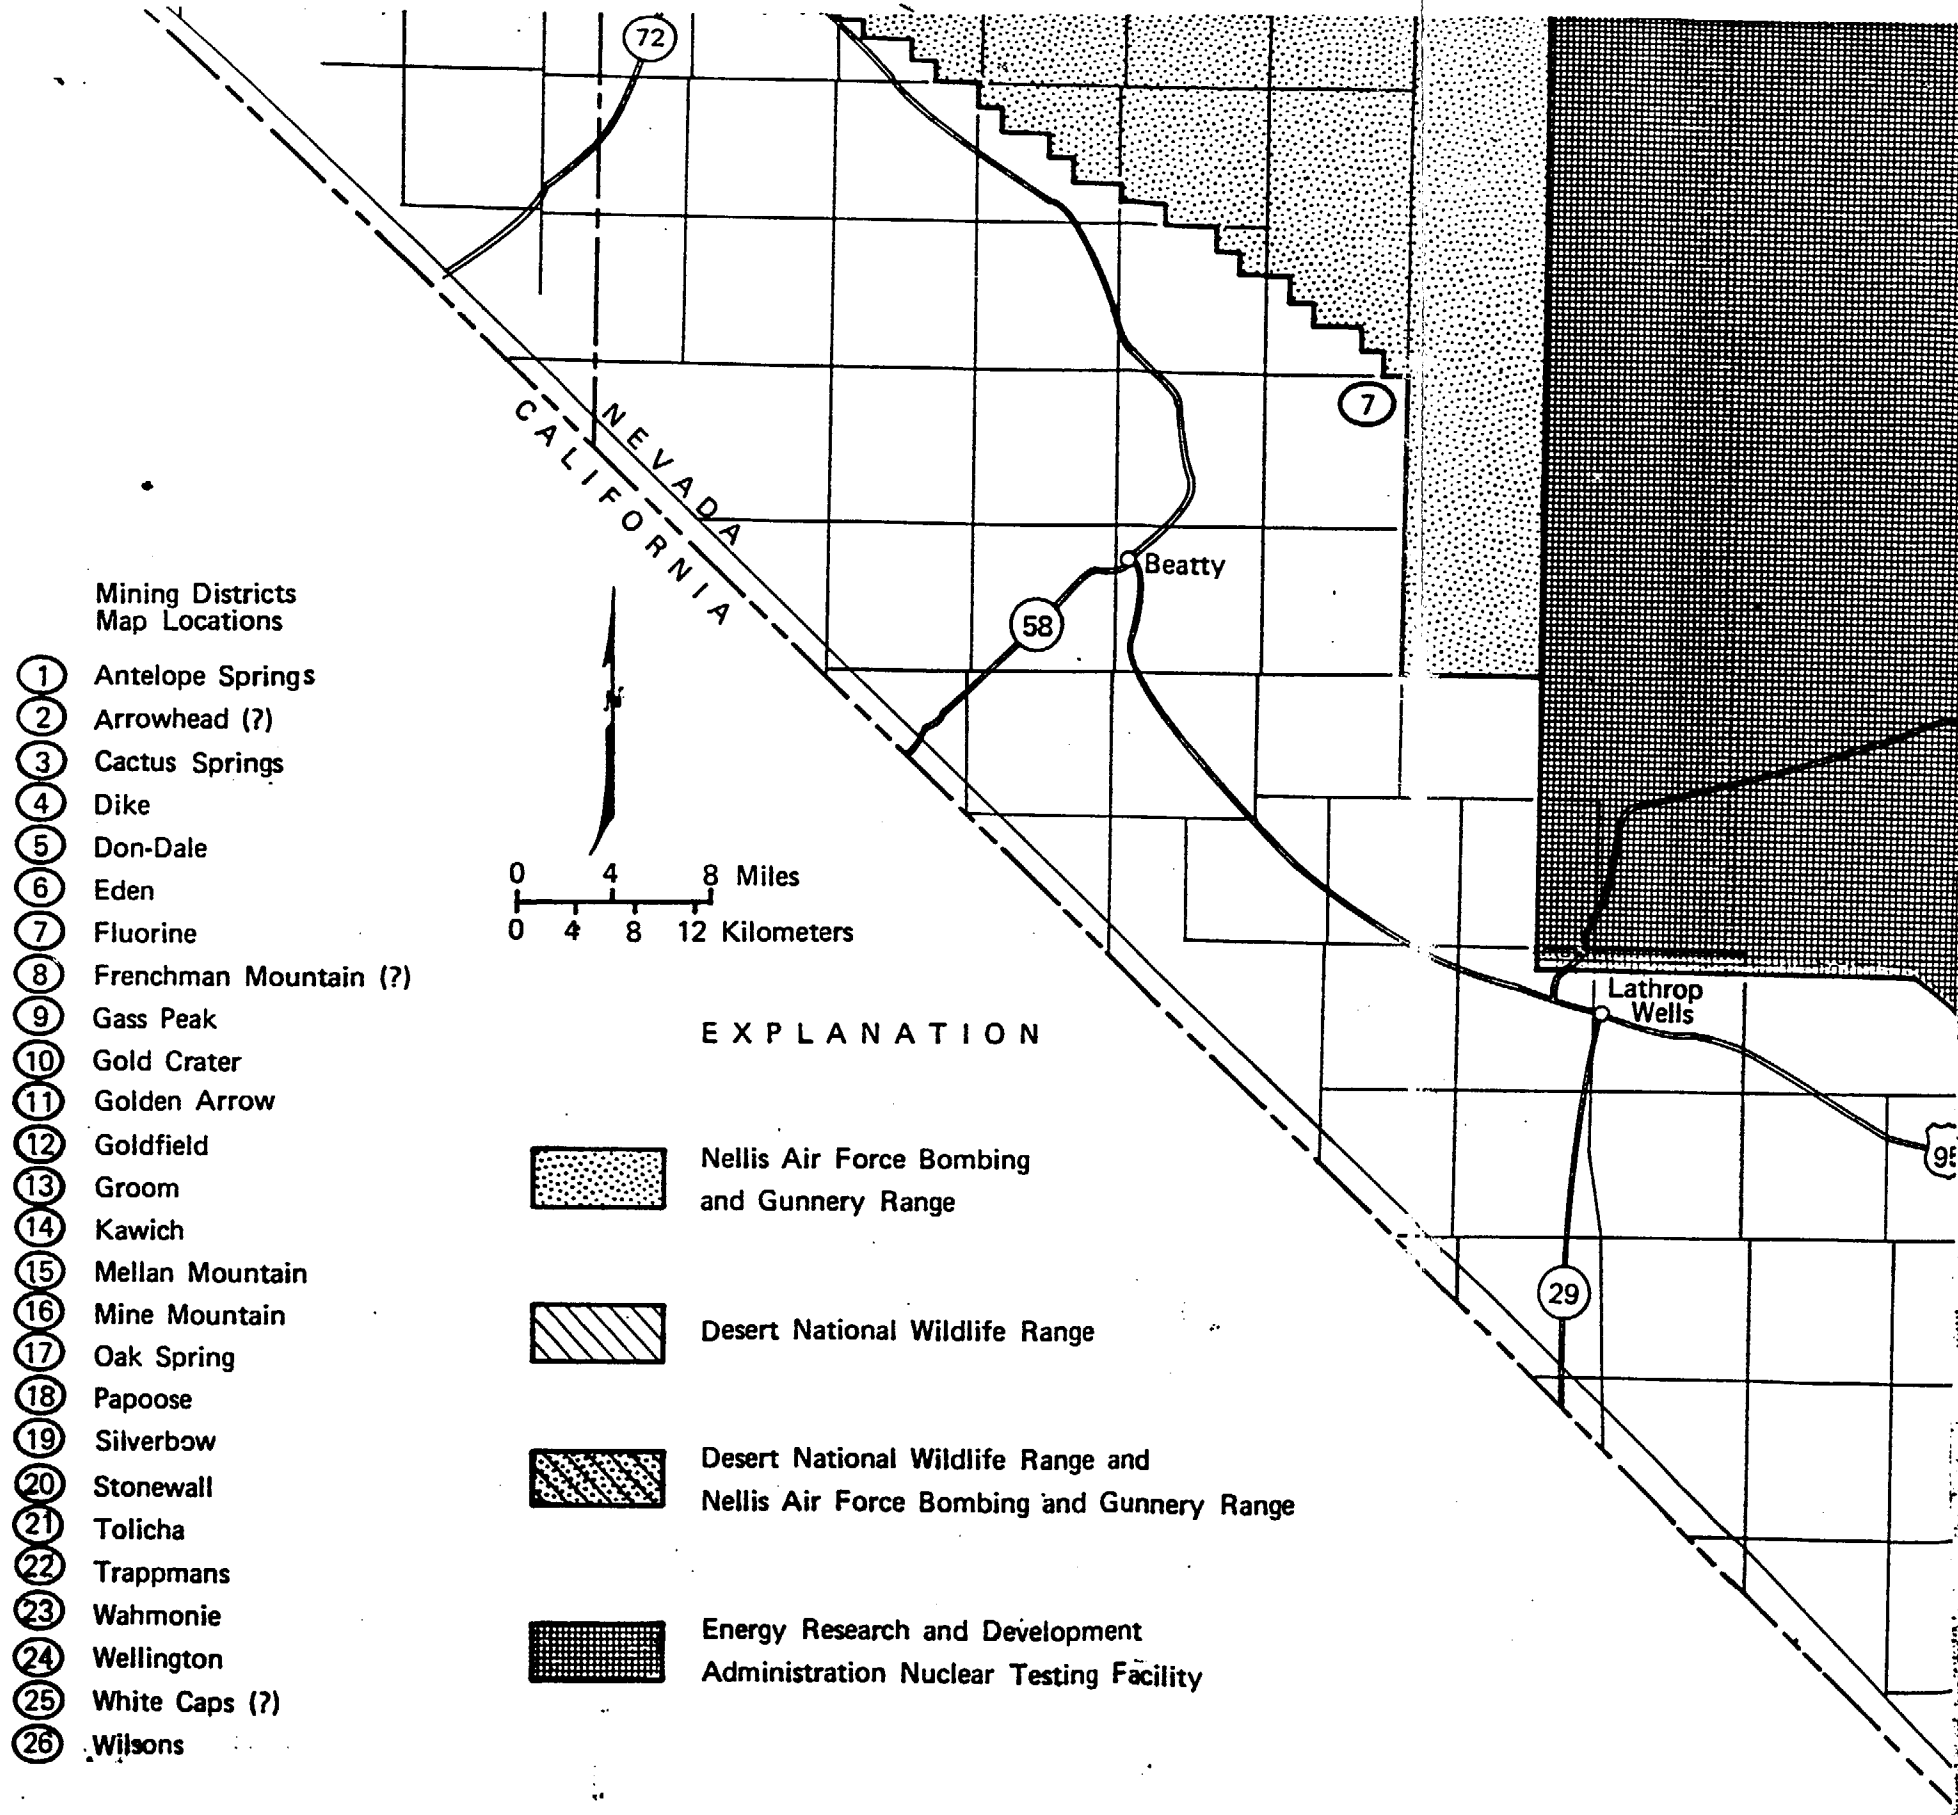 72
7
NEVADA
CALIFORNIA
Beatty
58
Mining Districts
Map Locations
1 Antelope Springs
2 Arrowhead (?)
3 Cactus Springs
4 Dike
5 Don-Dale
6 Eden
7 Fluorine
8 Frenchman Mountain (?)
9 Gass Peak
10 Gold Crater
11 Golden Arrow
12 Goldfield
13 Groom
14 Kawich
15 Mellan Mountain
16 Mine Mountain
17 Oak Spring
18 Papoose
19 Silverbow
20 Stonewall
21 Tolicha
22 Trappmans
23 Wahmonie
24 Wellington
25 White Caps (?)
26 Wilsons
N
0 4 8 Miles
0 4 8 12 Kilometers
Lathrop
Wells
29
EXPLANATION
Nellis Air Force Bombing
and Gunnery Range
Desert National Wildlife Range
Desert National Wildlife Range and
Nellis Air Force Bombing and Gunnery Range
Energy Research and Development
Administration Nuclear Testing Facility